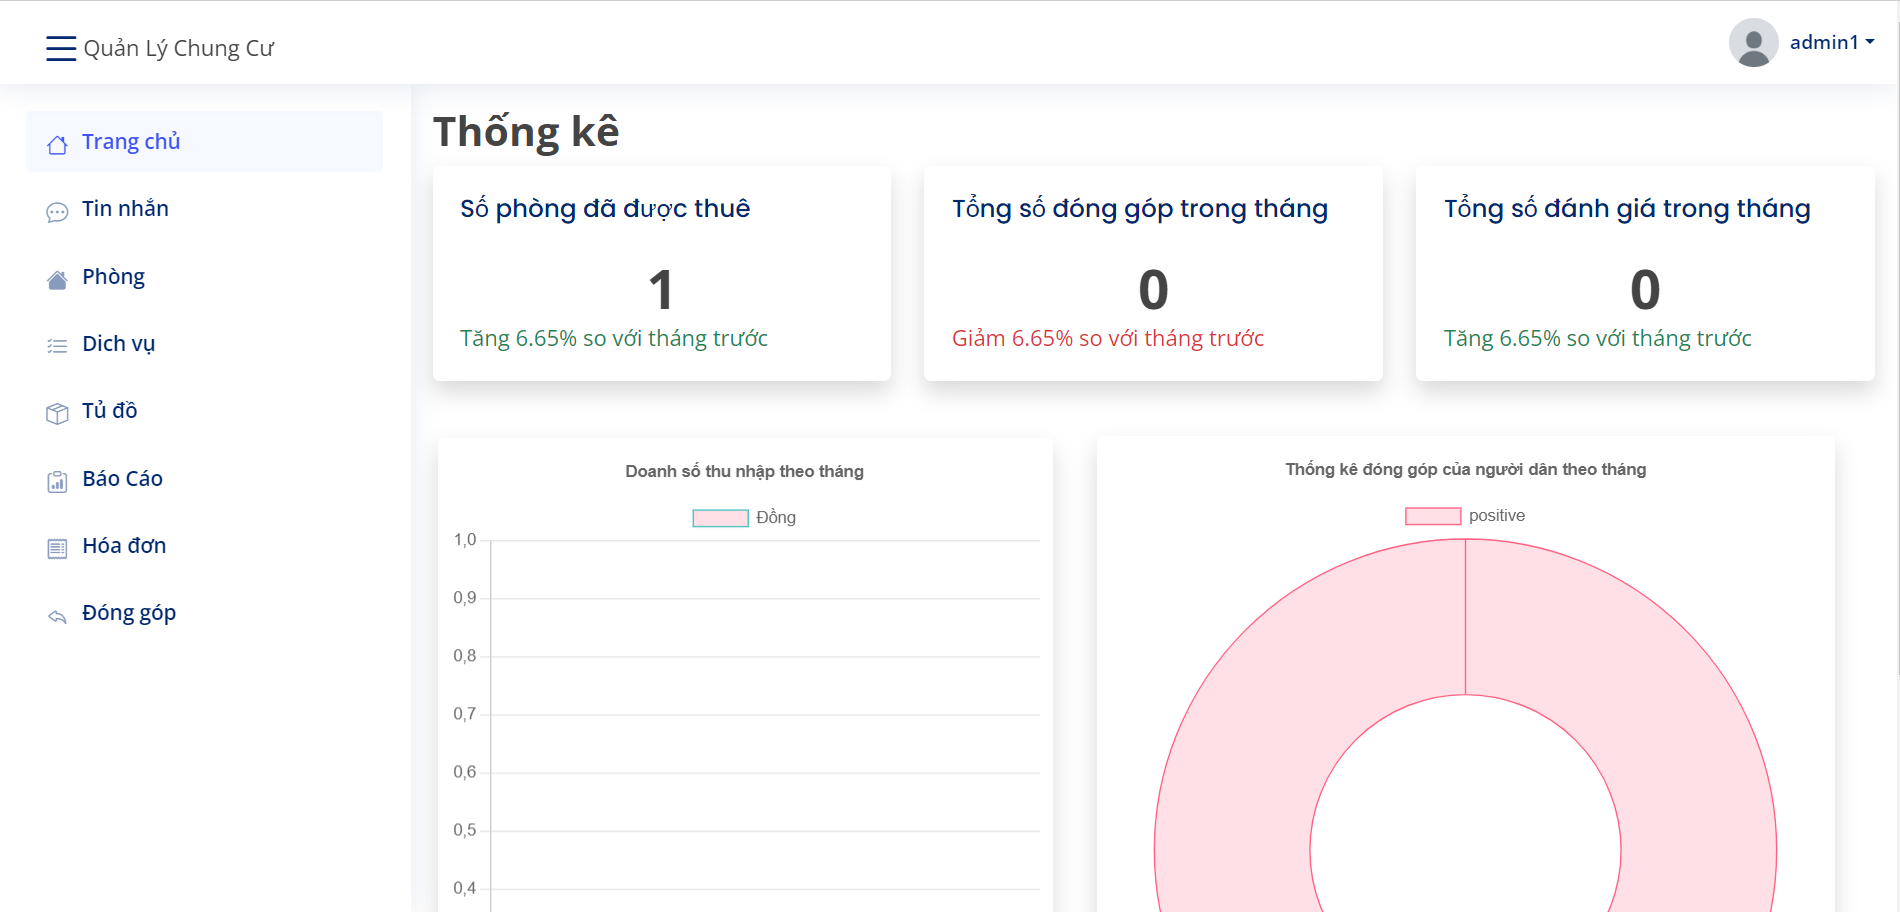 Quản Lý Chung Cư
admin1
Trang chủ
Tin nhắn
Phòng
Dich vụ
Tủ đồ
Báo Cáo
Hóa đơn
Đóng góp
Thống kê
Số phòng đã được thuê
1
Tăng 6.65% so với tháng trước
Tổng số đóng góp trong tháng
0
Giảm 6.65% so với tháng trước
Tổng số đánh giá trong tháng
0
Tăng 6.65% so với tháng trước
Doanh số thu nhập theo tháng
Đồng
1,0
0,9
0,8
0,7
0,6
0,5
0,4
Thống kê đóng góp của người dân theo tháng
positive